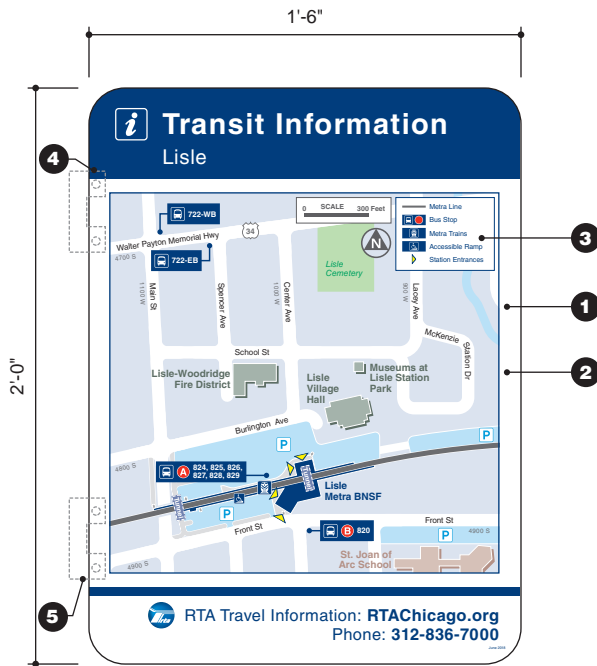 1'-6"
2'-0"
i Transit Information
Lisle
4
722-WB
Walter Payton Memorial Hwy
4700 S
722-EB
34
0 SCALE 300 Feet
N
Lisle
Cemetery
Metra Line
Bus Stop
Metra Trains
Accessible Ramp
Station Entrances
3
1
2
Main St
1100 W
Spencer Ave
Center Ave
1000 W
Lacey Ave
900 W
McKenzie
Station Dr
School St
Lisle-Woodridge
Fire District
Lisle
Village
Hall
Museums at
Lisle Station
Park
Burlington Ave
P
P
4800 S
A 824, 825, 826,
827, 828, 829
Tunnel
Tunnel
Lisle
Metra BNSF
P
Front St
B 820
Front St
4900 S
P
St. Joan of
Arc School
4900 S
5
rta
RTA Travel Information: RTAChicago.org
Phone: 312-836-7000